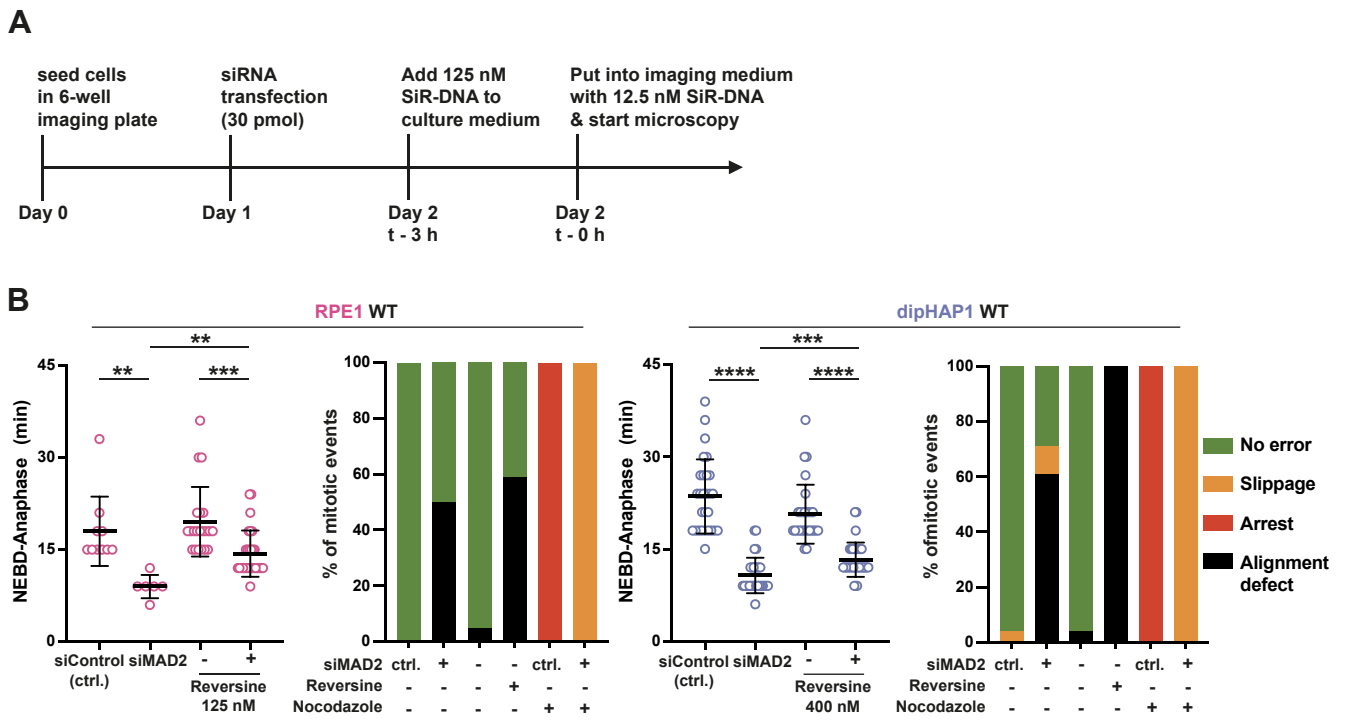 A
seed cells
in 6-well
imaging plate
siRNA
transfection
(30 pmol)
Add 125 nM
SiR-DNA to
culture medium
Put into imaging medium
with 12.5 nM SiR-DNA
& start microscopy
Day 0
Day 1
Day 2
t - 3 h
Day 2
t - 0 h
B
RPE1 WT
NEBD-Anaphase (min)
45
30
15
0
**
**
***
siControl
(ctrl.)
siMAD2
- +
Reversine
125 nM
% of mitotic events
100
80
60
40
20
0
siMAD2 ctrl. + - - ctrl. +
Reversine - - - + - -
Nocodazole - - - - + +
dipHAP1 WT
NEBD-Anaphase (min)
45
30
15
0
***
****
****
siControl
(ctrl.)
siMAD2
- +
Reversine
400 nM
% ofmitotic events
100
80
60
40
20
0
siMAD2 ctrl. + - - ctrl. +
Reversine - - - + - -
Nocodazole - - - - + +
No error
Slippage
Arrest
Alignment
defect